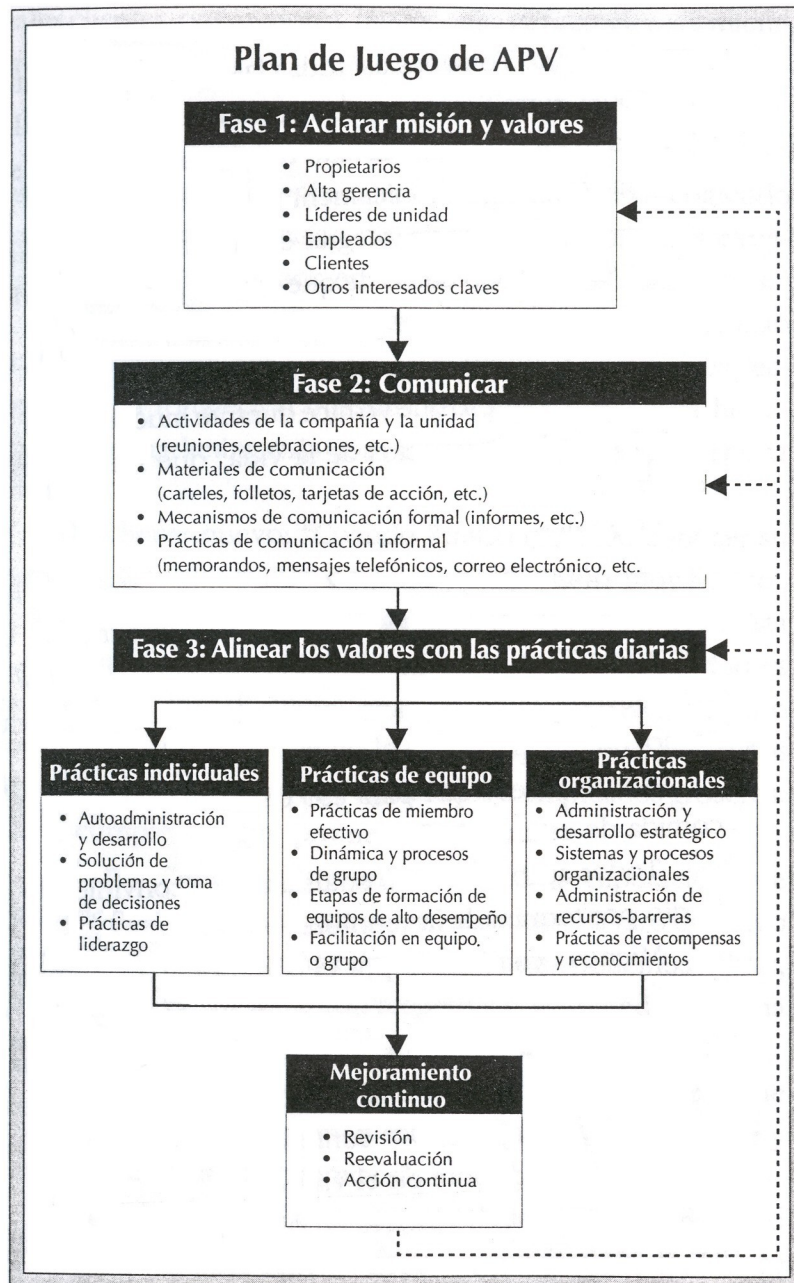 Plan de Juego de APV
Fase 1: Aclarar misión y valores
• Propietarios
• Alta gerencia
• Líderes de unidad
• Empleados
• Clientes
• Otros interesados claves
Fase 2: Comunicar
• Actividades de la compañía y la unidad
(reuniones,celebraciones, etc.)
• Materiales de comunicación
(carteles, folletos, tarjetas de acción, etc.)
• Mecanismos de comunicación formal (informes, etc.)
• Prácticas de comunicación informal
(memorandos, mensajes telefónicos, correo electrónico, etc.
Fase 3: Alinear los valores con las prácticas diarias
Prácticas individuales
• Autoadministración
y desarrollo
• Solución de
problemas y toma
de decisiones
• Prácticas de
liderazgo
Prácticas de equipo
• Prácticas de miembro
efectivo
• Dinámica y procesos
de grupo
• Etapas de formación de
equipos de alto desempeño
• Facilitación en equipo
o grupo
Prácticas
organizacionales
• Administración y
desarrollo estratégico
• Sistemas y procesos
organizacionales
• Administración de
recursos-barreras
• Prácticas de recompensas
y reconocimientos
Mejoramiento
continuo
• Revisión
• Reevaluación
• Acción continua